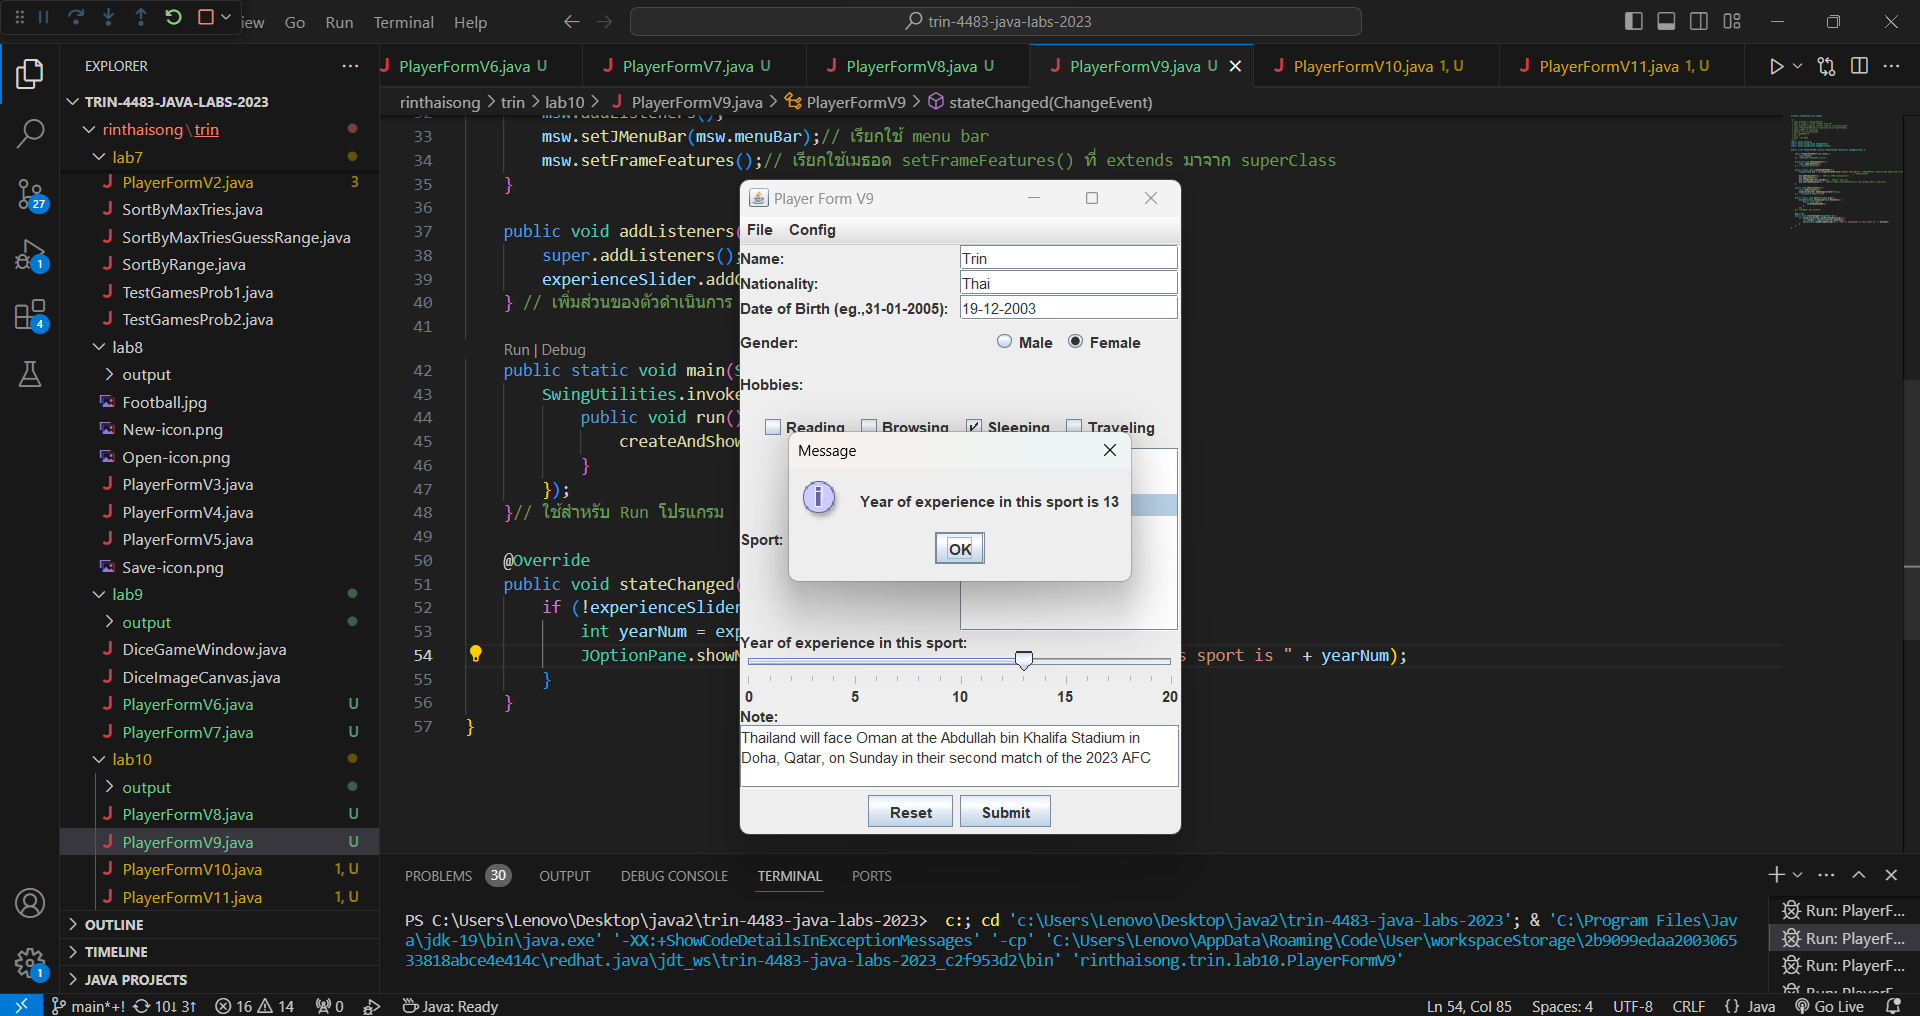 iew Go Run Terminal Help
trin-4483-java-labs-2023
EXPLORER
PlayerFormV6.java U
PlayerFormV7.java U
PlayerFormV8.java U
PlayerFormV9.java U
PlayerFormV10.java 1, U
PlayerFormV11.java 1, U
rinthaisong > trin > lab10 > PlayerFormV9.java > PlayerFormV9 > stateChanged(ChangeEvent)
TRIN-4483-JAVA-LABS-2023
rinthaisong\trin
lab7
PlayerFormV2.java 3
SortByMaxTries.java
SortByMaxTriesGuessRange.java
SortByRange.java
TestGamesProb1.java
TestGamesProb2.java
lab8
output
Football.jpg
New-icon.png
Open-icon.png
PlayerFormV3.java
PlayerFormV4.java
PlayerFormV5.java
Save-icon.png
lab9
output
DiceGameWindow.java
DiceImageCanvas.java
PlayerFormV6.java U
PlayerFormV7.java U
lab10
output
PlayerFormV8.java U
PlayerFormV9.java U
PlayerFormV10.java 1, U
PlayerFormV11.java 1, U
OUTLINE
TIMELINE
JAVA PROJECTS
27
1
4
1
32 msw.addListeners();
33 msw.setJMenuBar(msw.menuBar);// เรียกใช้ menu bar
34 msw.setFrameFeatures();// เรียกใช้เมธอด setFrameFeatures() ที่ extends มาจาก superClass
35 }
36
37 public void addListeners(
38 super.addListeners();
39 experienceSlider.addC
40 } // เพิ่มส่วนของตัวดำเนินการ
41
Run | Debug
42 public static void main(S
43 SwingUtilities.invoke
44 public void run()
45 createAndShow
46 }
47 });
48 }// ใช้สำหรับ Run โปรแกรม
49
50 @Override
51 public void stateChanged(
52 if (!experienceSlider
53 int yearNum = exp
54 JOptionPane.showM s sport is " + yearNum);
55 }
56 }
57 }
Player Form V9
File Config
Name: Trin
Nationality: Thai
Date of Birth (eg.,31-01-2005): 19-12-2003
Gender: Male Female
Hobbies:
Reading Browsing Sleeping Traveling
Message
Year of experience in this sport is 13
OK
Sport:
Year of experience in this sport:
0 5 10 15 20
Note:
Thailand will face Oman at the Abdullah bin Khalifa Stadium in
Doha, Qatar, on Sunday in their second match of the 2023 AFC
Reset Submit
PROBLEMS 30 OUTPUT DEBUG CONSOLE TERMINAL PORTS
PS C:\Users\Lenovo\Desktop\java2\trin-4483-java-labs-2023> c:; cd 'c:\Users\Lenovo\Desktop\java2\trin-4483-java-labs-2023'; & 'C:\Program Files\Jav
a\jdk-19\bin\java.exe' '-XX:+ShowCodeDetailsInExceptionMessages' '-cp' 'C:\Users\Lenovo\AppData\Roaming\Code\User\workspaceStorage\2b9099edaa2003065
33818abce4e414c\redhat.java\jdt_ws\trin-4483-java-labs-2023_c2f953d2\bin' 'rinthaisong.trin.lab10.PlayerFormV9'
Run: PlayerF...
Run: PlayerF...
Run: PlayerF...
Run: PlayerF...
main*+! 10↓ 3↑ 16 14 0 Java: Ready
Ln 54, Col 85 Spaces: 4 UTF-8 CRLF {} Java Go Live